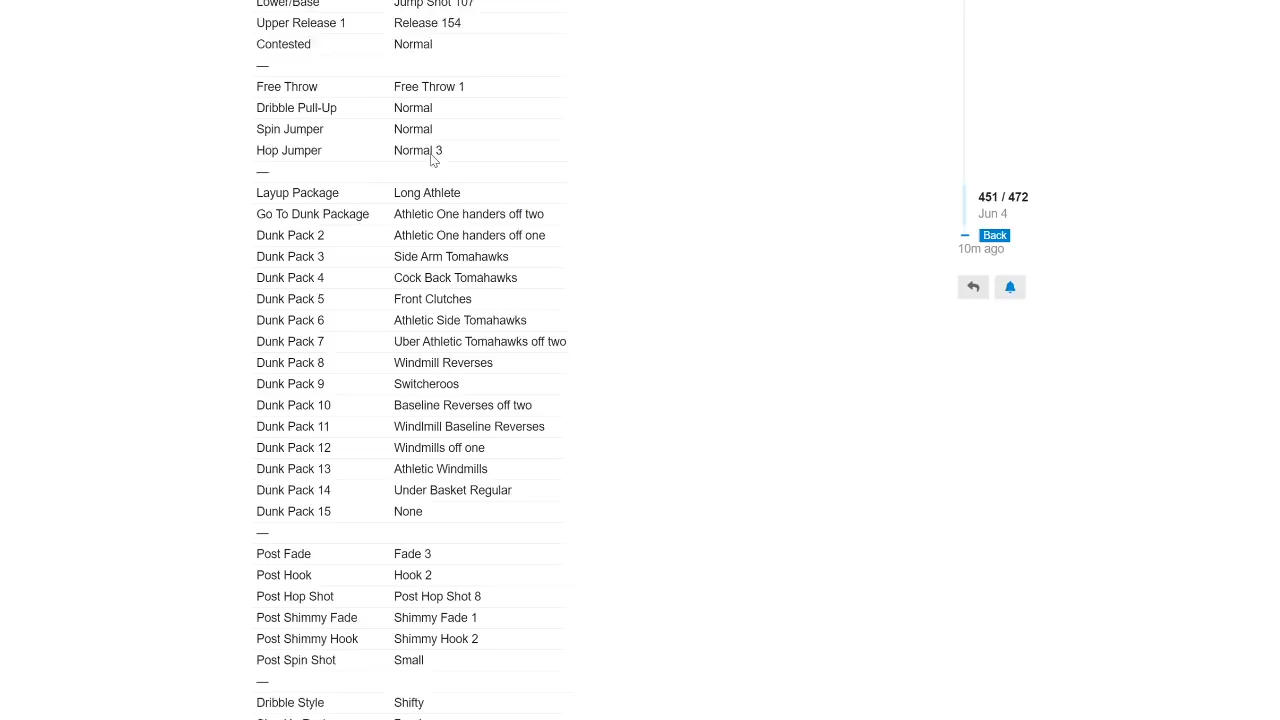 Lower/Base Jump Shot 107
Upper Release 1 Release 154
Contested Normal
—
Free Throw Free Throw 1
Dribble Pull-Up Normal
Spin Jumper Normal
Hop Jumper Normal 3
—
Layup Package Long Athlete
Go To Dunk Package Athletic One handers off two
Dunk Pack 2 Athletic One handers off one
Dunk Pack 3 Side Arm Tomahawks
Dunk Pack 4 Cock Back Tomahawks
Dunk Pack 5 Front Clutches
Dunk Pack 6 Athletic Side Tomahawks
Dunk Pack 7 Uber Athletic Tomahawks off two
Dunk Pack 8 Windmill Reverses
Dunk Pack 9 Switcheroos
Dunk Pack 10 Baseline Reverses off two
Dunk Pack 11 Windlmill Baseline Reverses
Dunk Pack 12 Windmills off one
Dunk Pack 13 Athletic Windmills
Dunk Pack 14 Under Basket Regular
Dunk Pack 15 None
—
Post Fade Fade 3
Post Hook Hook 2
Post Hop Shot Post Hop Shot 8
Post Shimmy Fade Shimmy Fade 1
Post Shimmy Hook Shimmy Hook 2
Post Spin Shot Small
—
Dribble Style Shifty
451 / 472
Jun 4
Back
10m ago